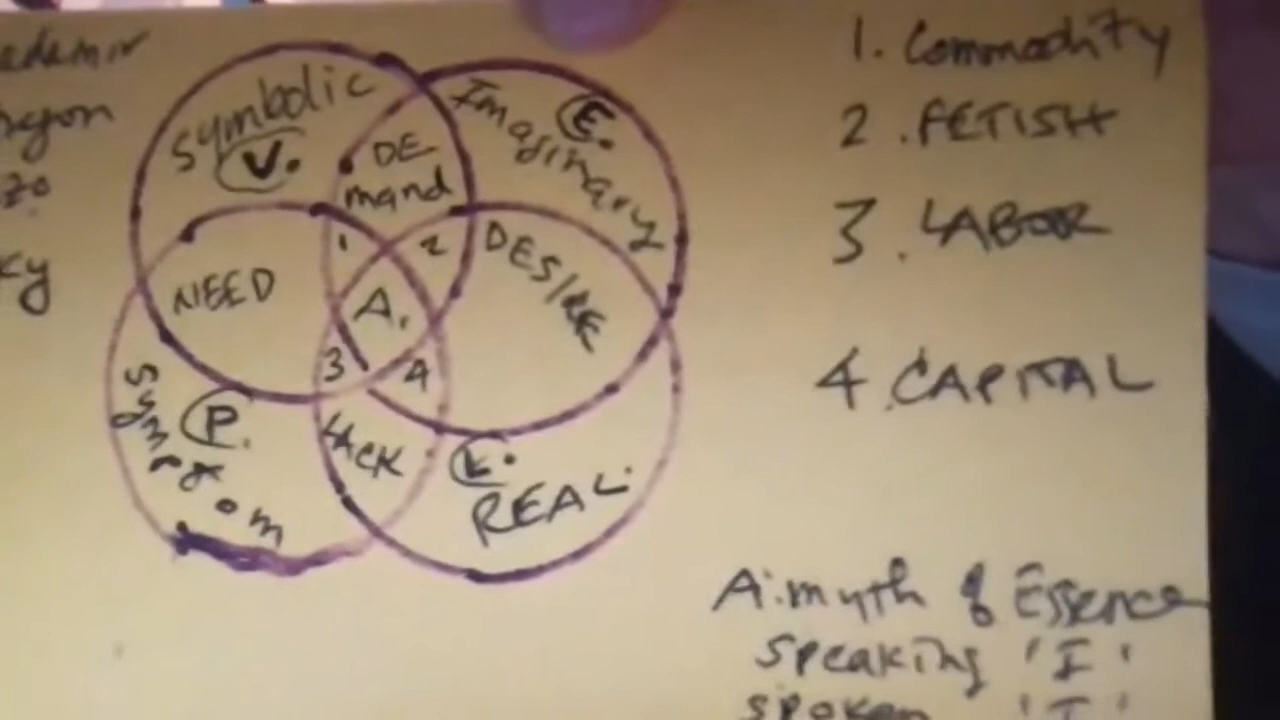 1. Commodity
2. FETISH
3. LABOR
4. CAPITAL
Symbolic
V.
DE
mand
Imaginary
E.
1
2
DESIRE
NEED
A.
3
4
Symptom
P.
LACK
REAL.
A: myth of Essence
speaking 'I'
spoken 'I'